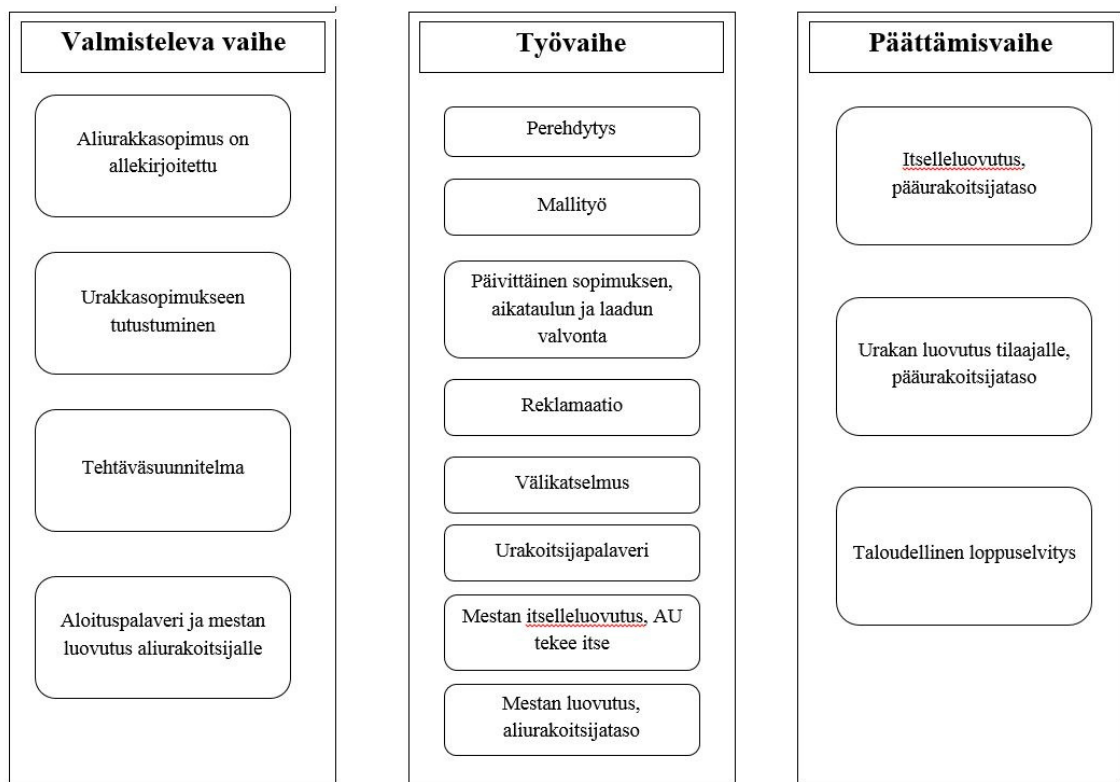 Valmisteleva vaihe
Aliurakkasopimus on
allekirjoitettu
Urakkasopimukseen
tutustuminen
Tehtäväsuunnitelma
Aloituspalaveri ja mestan
luovutus aliurakoitsijalle
Työvaihe
Perehdytys
Mallityö
Päivittäinen sopimuksen,
aikataulun ja laadun
valvonta
Reklamaatio
Välikatselmus
Urakoitsijapalaveri
Mestan itselleluovutus, AU
tekee itse
Mestan luovutus,
aliurakoitsijataso
Päättämisvaihe
Itselleluovutus,
pääurakoitsijataso
Urakan luovutus tilaajalle,
pääurakoitsijataso
Taloudellinen loppuselvitys